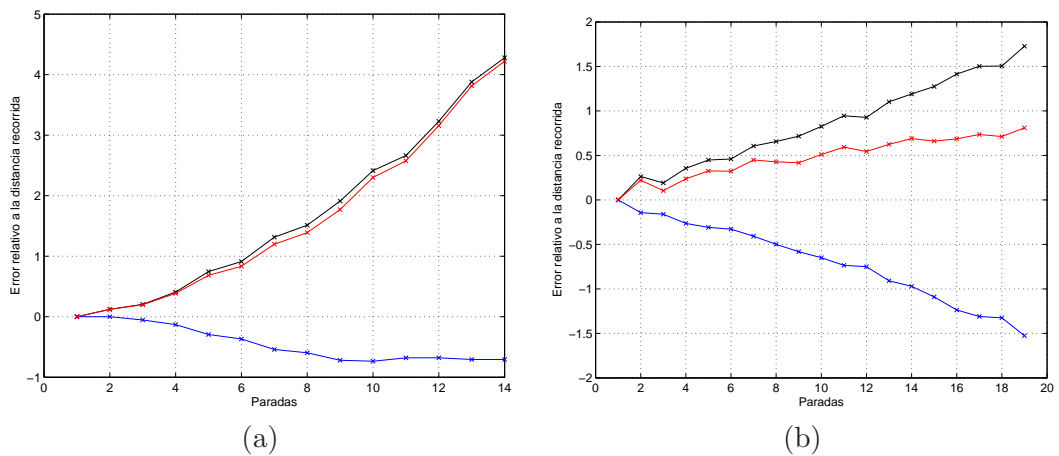 5
4
3
2
1
0
−1
Error relativo a la distancia recorrida
0 2 4 6 8 10 12 14
Paradas
(a)
2
1.5
1
0.5
0
−0.5
−1
−1.5
−2
Error relativo a la distancia recorrida
0 2 4 6 8 10 12 14 16 18 20
Paradas
(b)